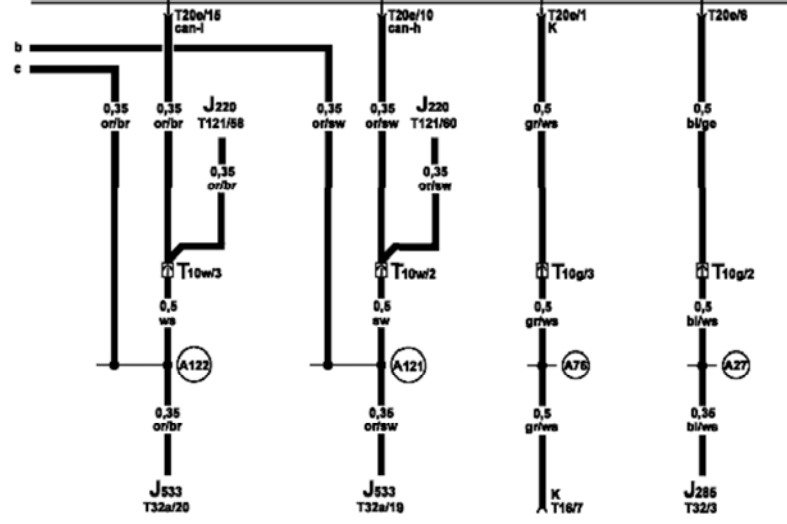 T20e/15 T20e/10 T20e/1 T20e/6
can-l can-h K
b
c
0,35 0,35 J220 0,35 0,35 J220 0,5 0,5
or/br or/br T121/58 or/sw or/sw T121/60 gr/ws bl/ge
0,35 0,35
or/br or/sw
T10w/3 T10w/2 T10g/3 T10g/2
0,5 0,5 0,5 0,5
ws sw gr/ws bl/ws
A122 A121 A76 A27
0,35 0,35 0,5 0,35
or/br or/sw gr/ws bl/ws
J533 J533 K J285
T32a/20 T32a/19 T16/7 T32/3